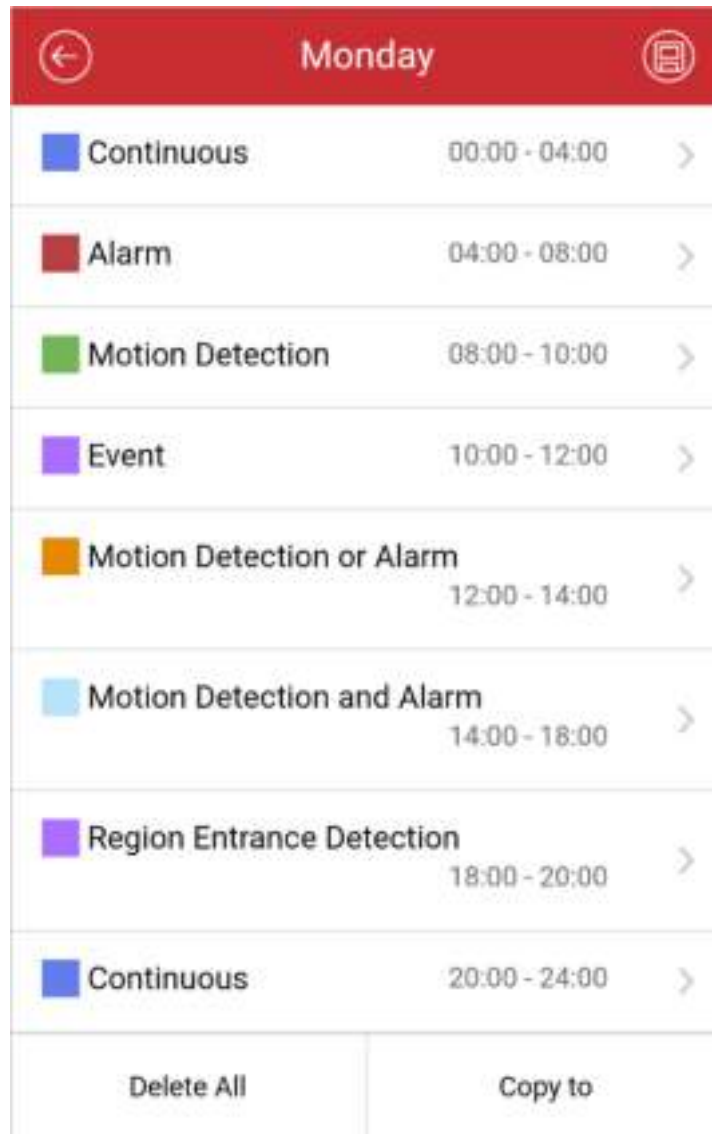 Monday
Continuous 00:00 - 04:00
Alarm 04:00 - 08:00
Motion Detection 08:00 - 10:00
Event 10:00 - 12:00
Motion Detection or Alarm
12:00 - 14:00
Motion Detection and Alarm
14:00 - 18:00
Region Entrance Detection
18:00 - 20:00
Continuous 20:00 - 24:00
Delete All Copy to